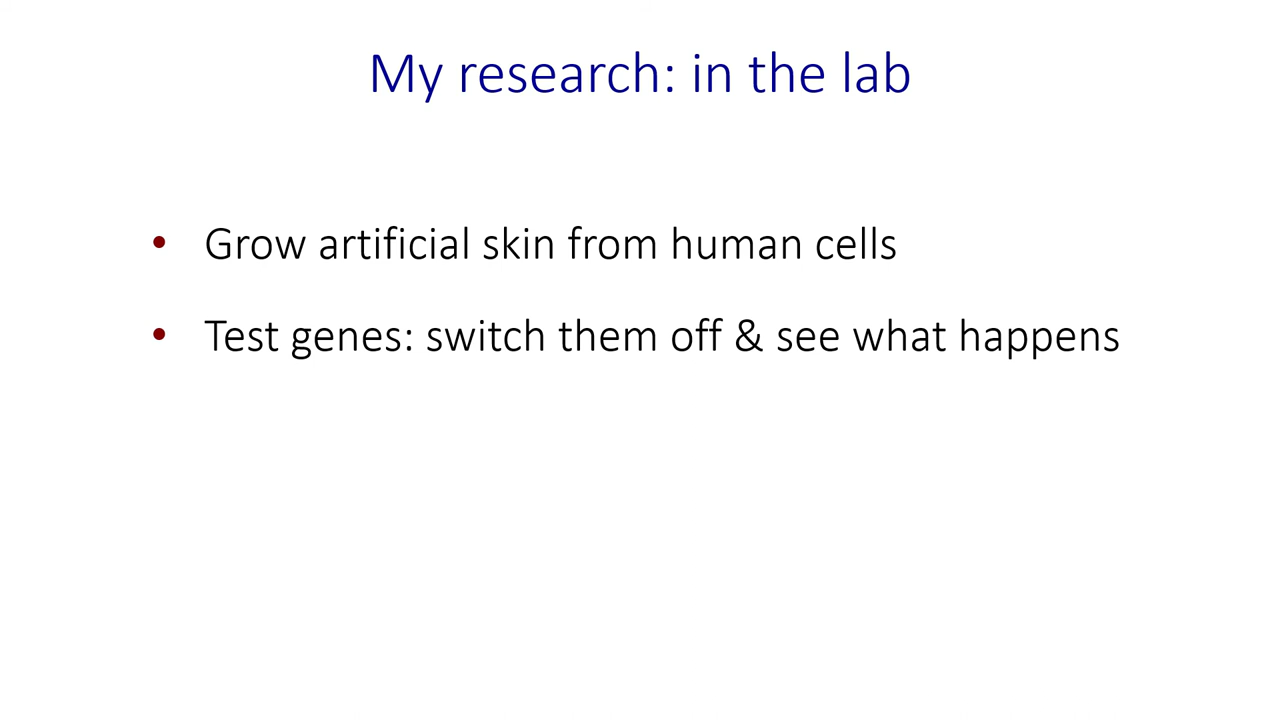 My research: in the lab
• Grow artificial skin from human cells
• Test genes: switch them off & see what happens